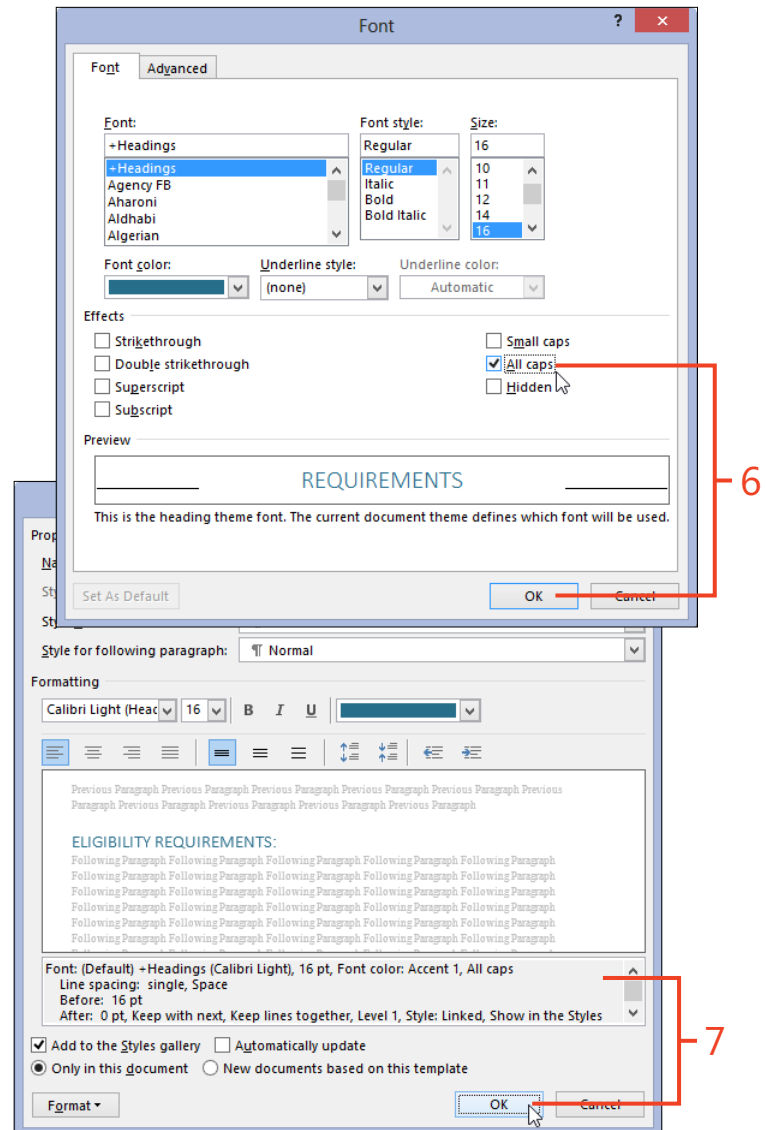 Font
?
Font Advanced
Font: Font style: Size:
+Headings Regular 16
+Headings Regular 10
Agency FB Italic 11
Aharoni Bold 12
Aldhabi Bold Italic 14
Algerian 16
Font color: Underline style: Underline color:
(none) Automatic
Effects
Strikethrough Small caps
Double strikethrough All caps
Superscript Hidden
Subscript
Preview
REQUIREMENTS
6
This is the heading theme font. The current document theme defines which font will be used.
Set As Default OK Cancel
Style for following paragraph: ¶ Normal
Formatting
Calibri Light (Head 16 B I U
Previous Paragraph Previous Paragraph Previous Paragraph Previous Paragraph Previous Paragraph Previous
Paragraph Previous Paragraph Previous Paragraph Previous Paragraph Previous Paragraph
ELIGIBILITY REQUIREMENTS:
Following Paragraph Following Paragraph Following Paragraph Following Paragraph Following Paragraph
Following Paragraph Following Paragraph Following Paragraph Following Paragraph Following Paragraph
Following Paragraph Following Paragraph Following Paragraph Following Paragraph Following Paragraph
Following Paragraph Following Paragraph Following Paragraph Following Paragraph Following Paragraph
Following Paragraph Following Paragraph Following Paragraph Following Paragraph Following Paragraph
Following Paragraph Following Paragraph Following Paragraph Following Paragraph Following Paragraph
Font: (Default) +Headings (Calibri Light), 16 pt, Font color: Accent 1, All caps
Line spacing: single, Space
Before: 16 pt
After: 0 pt, Keep with next, Keep lines together, Level 1, Style: Linked, Show in the Styles
7
Add to the Styles gallery Automatically update
Only in this document New documents based on this template
Format OK Cancel